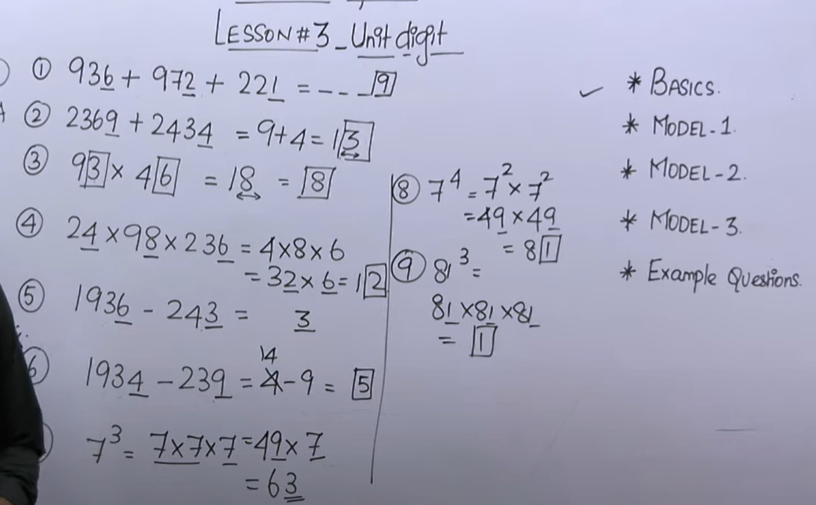 LESSON # 3 _ Unit digit
① 936 + 972 + 221 = - - - 9
② 2369 + 2434 = 9+4 = 13
③ 93 × 46 = 18 = 8
④ 24 × 98 × 236 = 4×8×6
= 32 × 6 = 12
⑤ 1936 - 243 = 3
14
1934 - 239 = 4 - 9 = 5
7³ = 7×7×7 = 49 × 7
= 63
⑧ 7⁴ = 7² × 7²
= 49 × 49
= 81
⑨ 81³ =
81 × 81 × 81
= 1
✓ * BASICS.
* MODEL - 1.
* MODEL - 2.
* MODEL - 3.
* Example Questions.